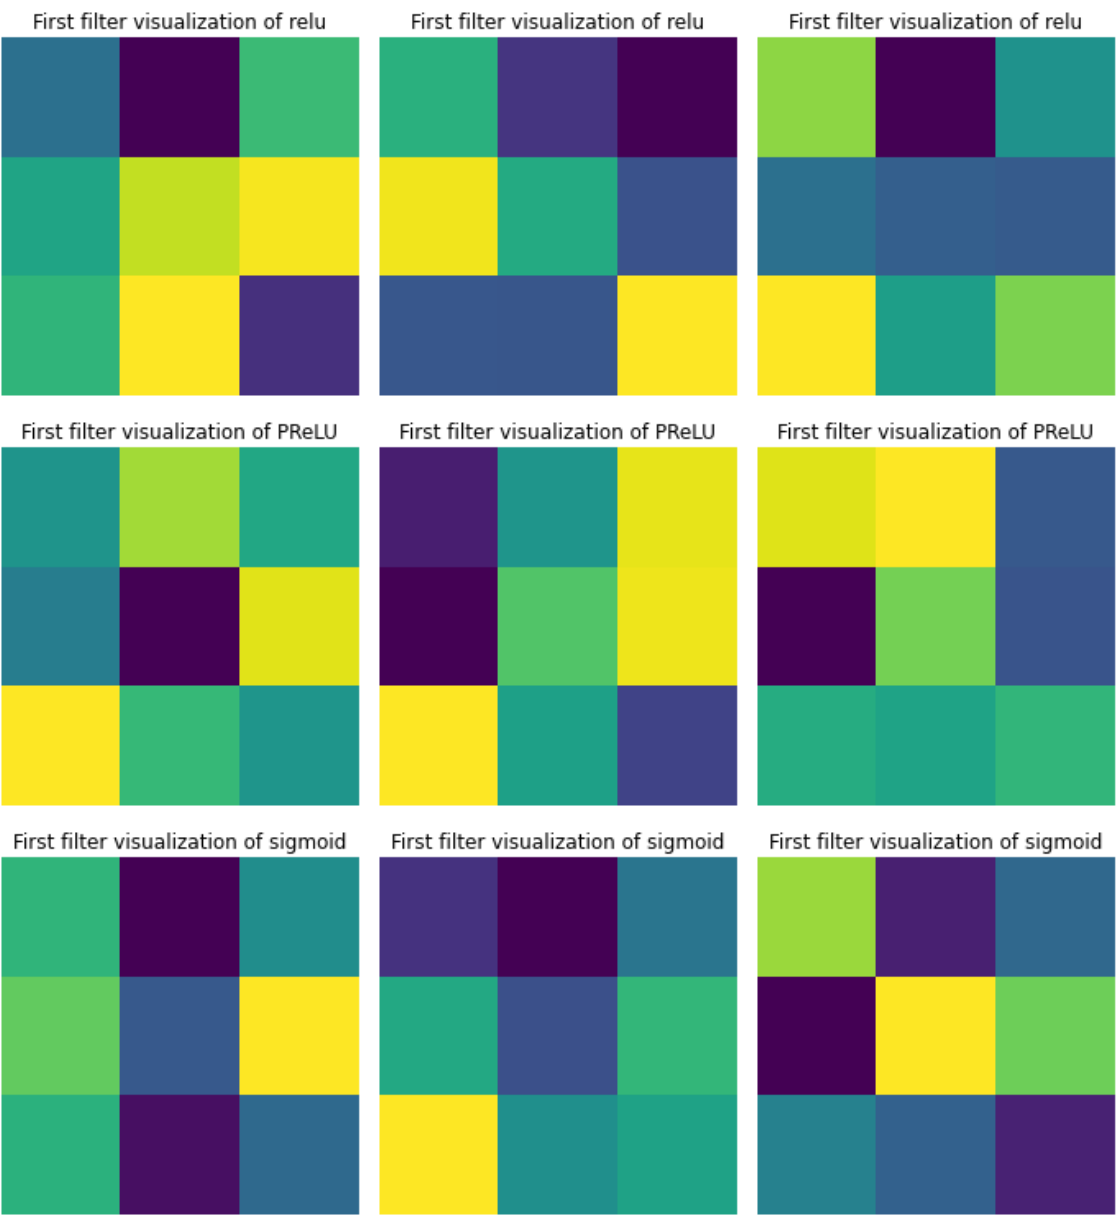 First filter visualization of relu
First filter visualization of relu
First filter visualization of relu
First filter visualization of PReLU
First filter visualization of PReLU
First filter visualization of PReLU
First filter visualization of sigmoid
First filter visualization of sigmoid
First filter visualization of sigmoid